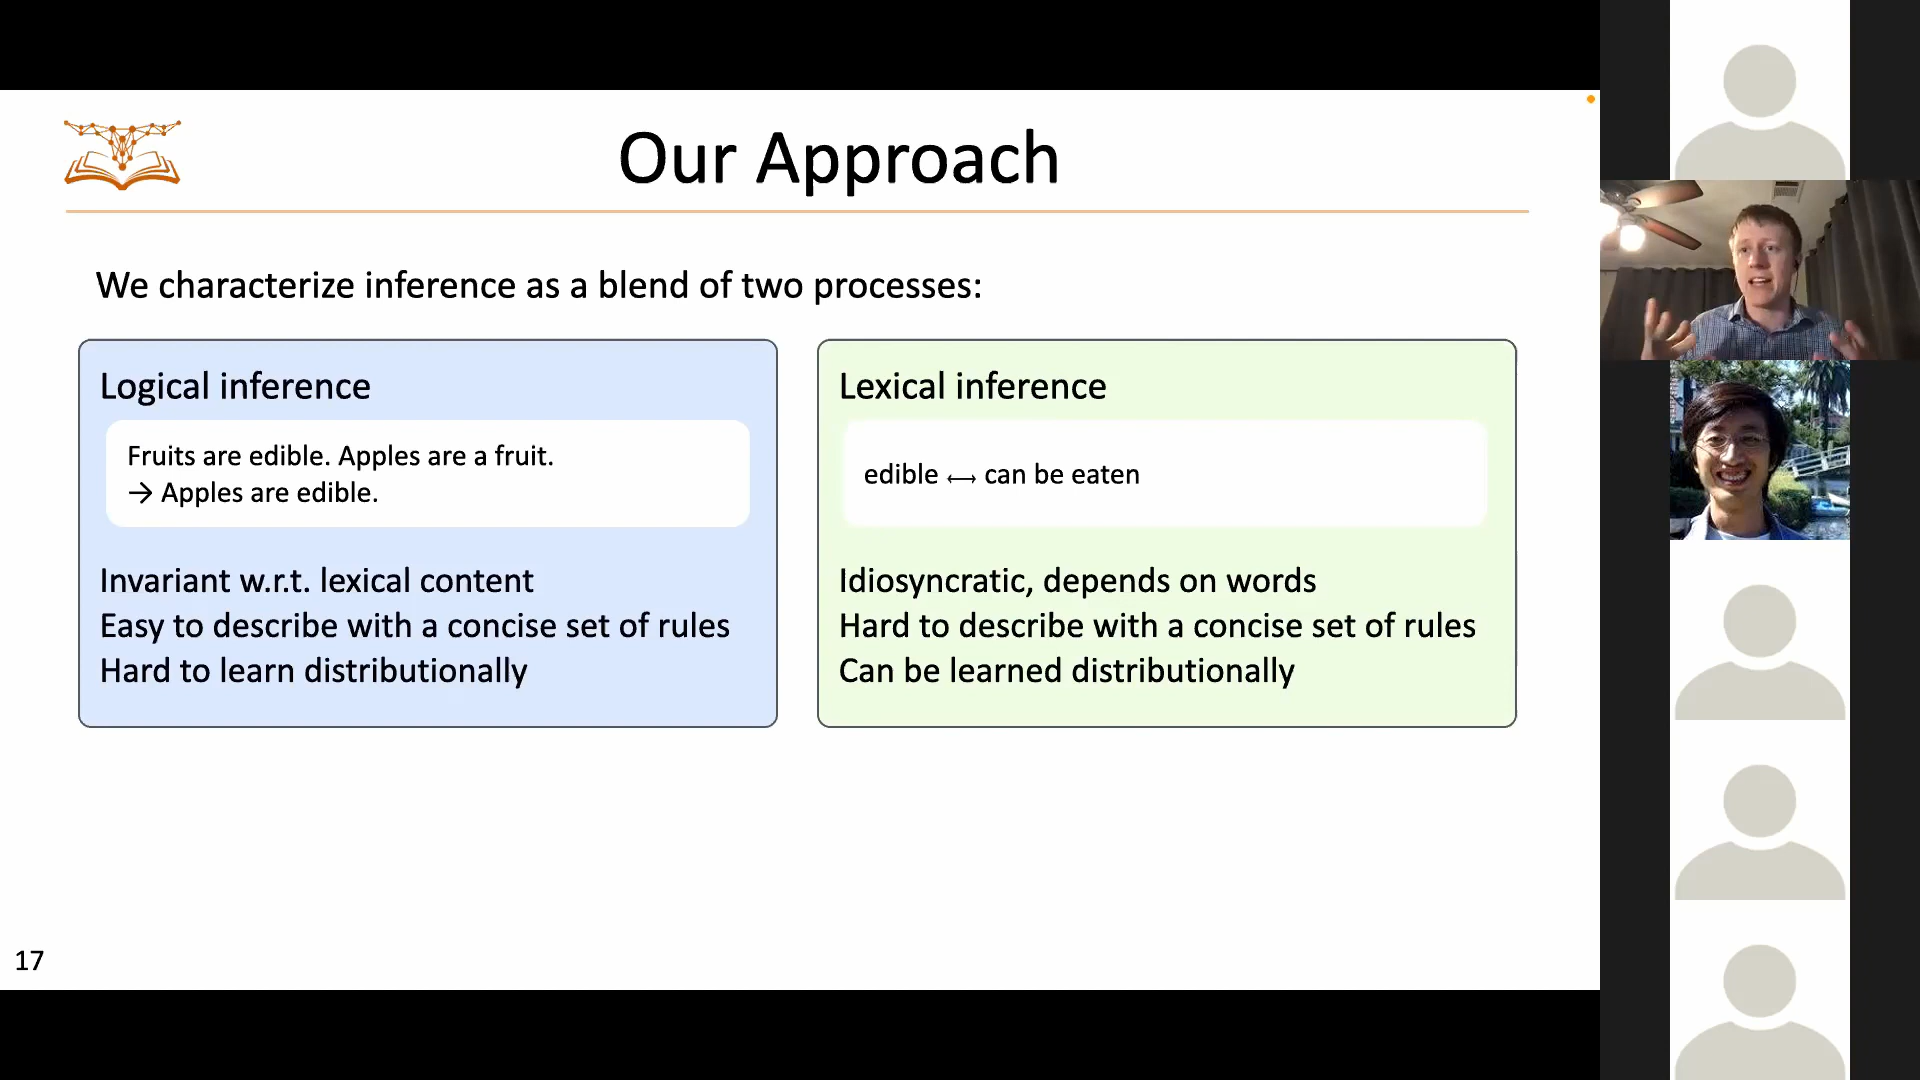 Our Approach
We characterize inference as a blend of two processes:
Logical inference
Fruits are edible. Apples are a fruit.
→ Apples are edible.
Invariant w.r.t. lexical content
Easy to describe with a concise set of rules
Hard to learn distributionally
Lexical inference
edible ⟷ can be eaten
Idiosyncratic, depends on words
Hard to describe with a concise set of rules
Can be learned distributionally
17